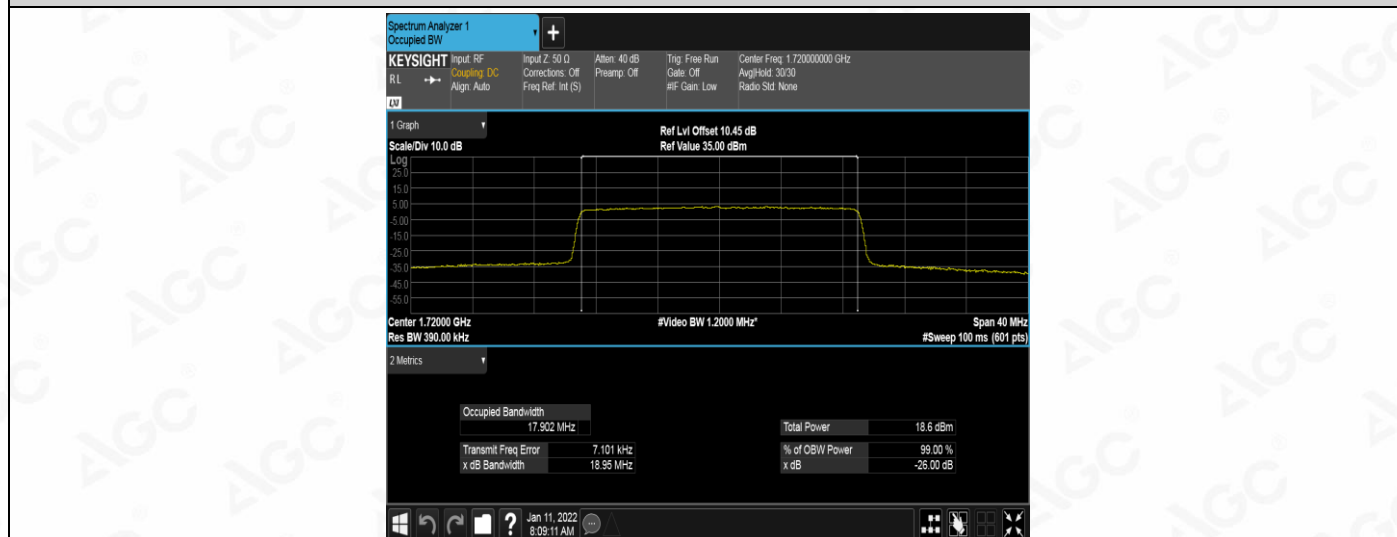 Spectrum Analyzer 1
Occupied BW
+
KEYSIGHT
RL
LXI
Input: RF
Coupling: DC
Align: Auto
Input Z: 50 Ω
Corrections: Off
Freq Ref: Int (S)
Atten: 40 dB
Preamp: Off
Trig: Free Run
Gate: Off
#IF Gain: Low
Center Freq: 1.720000000 GHz
Avg|Hold: 30/30
Radio Std: None
1 Graph
Scale/Div 10.0 dB
Ref Lvl Offset 10.45 dB
Ref Value 35.00 dBm
Log
25.0
15.0
5.00
-5.00
-15.0
-25.0
-35.0
-45.0
-55.0
Center 1.72000 GHz
Res BW 390.00 kHz
#Video BW 1.2000 MHz*
Span 40 MHz
#Sweep 100 ms (601 pts)
2 Metrics
Occupied Bandwidth
17.902 MHz
Transmit Freq Error 7.101 kHz
x dB Bandwidth 18.95 MHz
Total Power 18.6 dBm
% of OBW Power 99.00 %
x dB -26.00 dB
?
Jan 11, 2022
8:09:11 AM
AGC